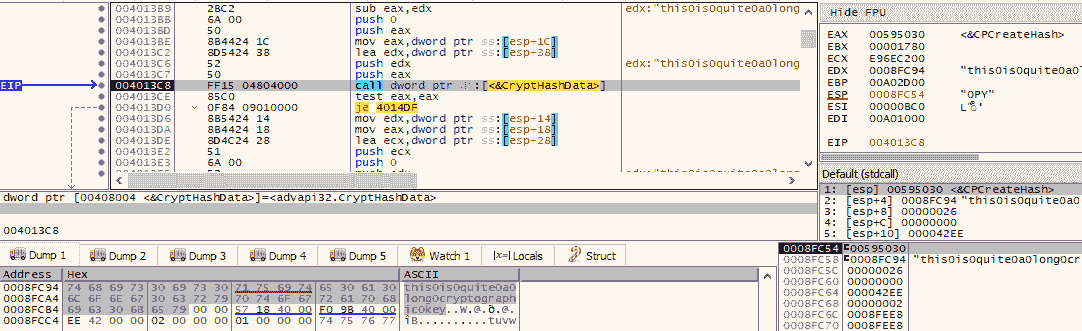 004013B9 2BC2 sub eax,edx edx:"this0is0quite0a0long
004013BB 6A 00 push 0
004013BD 50 push eax
004013BE 8B4424 1C mov eax,dword ptr ss:[esp+1C]
004013C2 8D5424 38 lea edx,dword ptr ss:[esp+38]
004013C6 52 push edx edx:"this0is0quite0a0long
004013C7 50 push eax
EIP 004013C8 FF15 04804000 call dword ptr :[<&CryptHashData>]
004013CE 85C0 test eax,eax
004013D0 0F84 09010000 je 4014DF
004013D6 8B5424 14 mov edx,dword ptr ss:[esp+14]
004013DA 8B4424 18 mov eax,dword ptr ss:[esp+18]
004013DE 8D4C24 28 lea ecx,dword ptr ss:[esp+28]
004013E2 51 push ecx
004013E3 6A 00 push 0
Hide FPU
EAX 00595030 <&CPCreateHash>
EBX 00001780
ECX E96EC200
EDX 0008FC94 "this0is0quite0a0l
EBP 00A02D00
ESP 0008FC54 "0PY"
ESI 00000BC0
EDI 00A01000
EIP 004013C8
Default (stdcall)
1: [esp] 00595030 <&CPCreateHash>
2: [esp+4] 0008FC94 "this0is0quite0a0
3: [esp+8] 00000026
4: [esp+C] 00000000
5: [esp+10] 000042EE
dword ptr [00408004 <&CryptHashData>]=<advapi32.CryptHashData>
004013C8
Dump 1 Dump 2 Dump 3 Dump 4 Dump 5 Watch 1 [x=] Locals Struct
Address Hex ASCII
0008FC94 74 68 69 73 30 69 73 30 71 75 69 74 65 30 61 30 this0is0quite0a0
0008FCA4 6C 6F 6E 67 30 63 72 79 70 74 6F 67 72 61 70 68 long0cryptograph
0008FCB4 69 63 30 6B 65 79 00 00 57 18 40 00 F0 9B 40 00 ic0key..W.@.ð.@.
0008FCC4 EE 42 00 00 02 00 00 00 01 00 00 00 74 75 76 77 îB..........tuvw
0008FC54 00595030
0008FC58 0008FC94 "this0is0quite0a0long0cr
0008FC5C 00000026
0008FC60 00000000
0008FC64 000042EE
0008FC68 00000002
0008FC6C 0008FEE8
0008FC70 0008FEE8